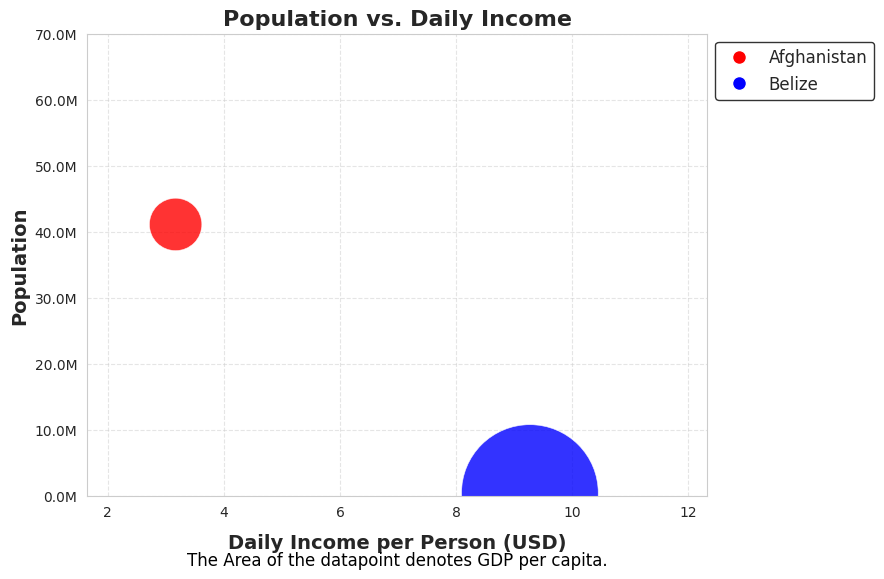 Population vs. Daily Income
70.0M
60.0M
50.0M
40.0M
30.0M
20.0M
10.0M
0.0M
Population
2 4 6 8 10 12
Daily Income per Person (USD)
The Area of the datapoint denotes GDP per capita.
Afghanistan
Belize